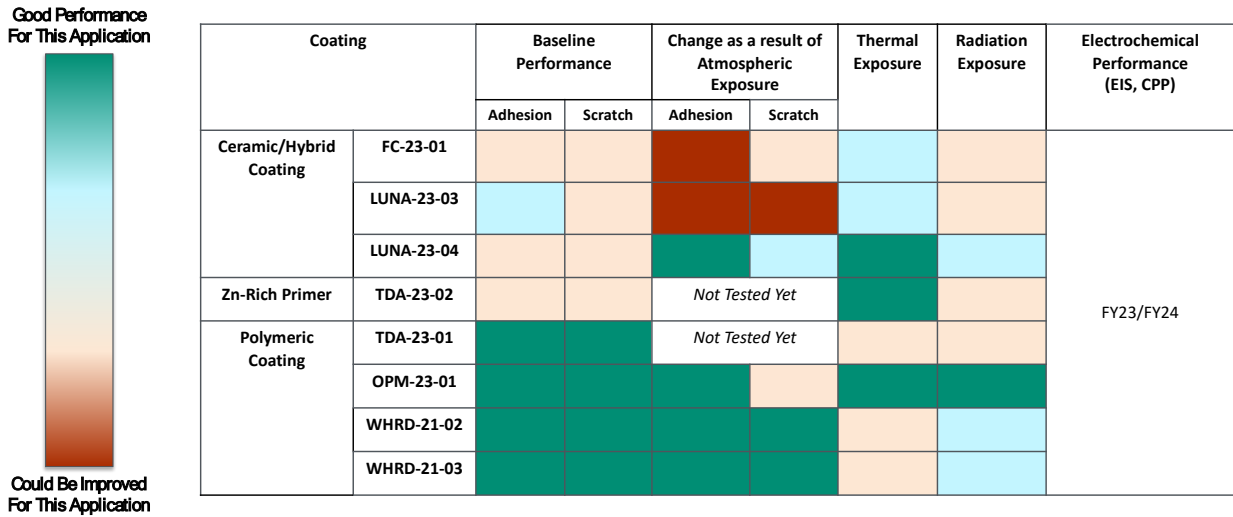 Good Performance
For This Application
Could Be Improved
For This Application
Coating
Baseline
Performance
Change as a result of
Atmospheric
Exposure
Thermal
Exposure
Radiation
Exposure
Electrochemical
Performance
(EIS, CPP)
Adhesion
Scratch
Adhesion
Scratch
Ceramic/Hybrid
Coating
FC-23-01
LUNA-23-03
LUNA-23-04
Zn-Rich Primer
TDA-23-02
Not Tested Yet
Polymeric
Coating
TDA-23-01
Not Tested Yet
OPM-23-01
WHRD-21-02
WHRD-21-03
FY23/FY24